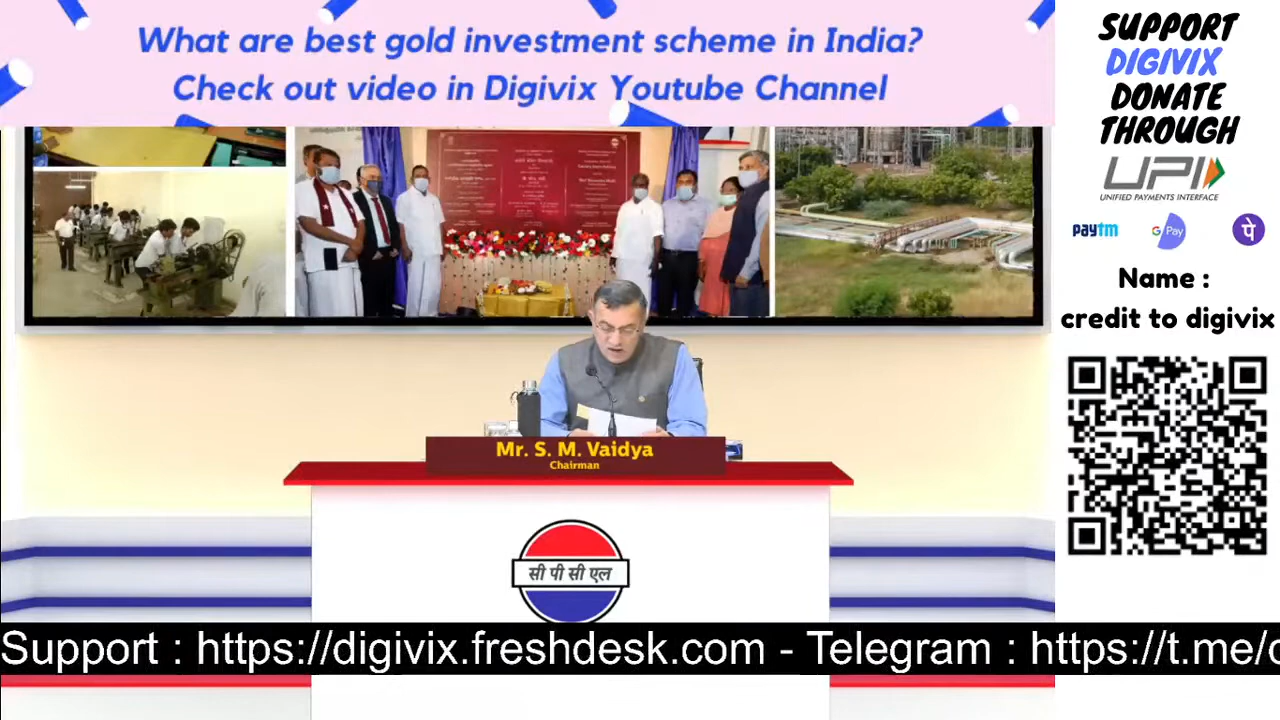 What are best gold investment scheme in India?
Check out video in Digivix Youtube Channel
SUPPORT
DIGIVIX
DONATE
THROUGH
UPI
UNIFIED PAYMENTS INTERFACE
paytm
G Pay
पे
Name :
credit to digivix
Mr. S. M. Vaidya
Chairman
सी पी सी एल
Support : https://digivix.freshdesk.com - Telegram : https://t.me/